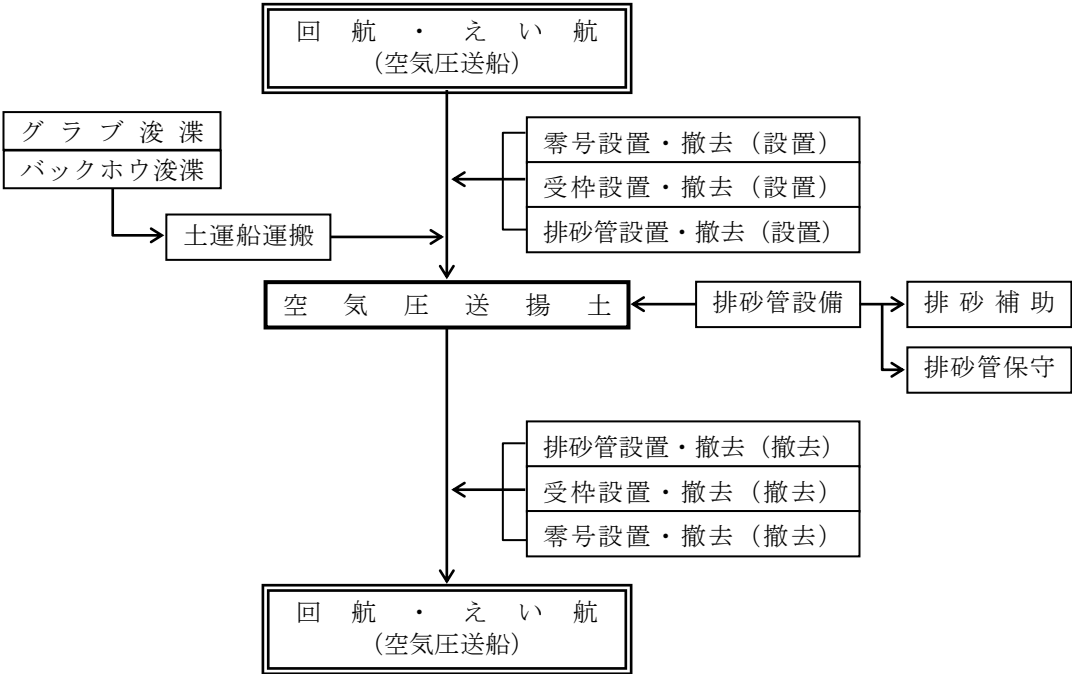 回航・えい航
（空気圧送船）
グラブ浚渫
バックホウ浚渫
土運船運搬
零号設置・撤去（設置）
受枠設置・撤去（設置）
排砂管設置・撤去（設置）
空気圧送揚土
排砂管設備
排砂補助
排砂管保守
排砂管設置・撤去（撤去）
受枠設置・撤去（撤去）
零号設置・撤去（撤去）
回航・えい航
（空気圧送船）